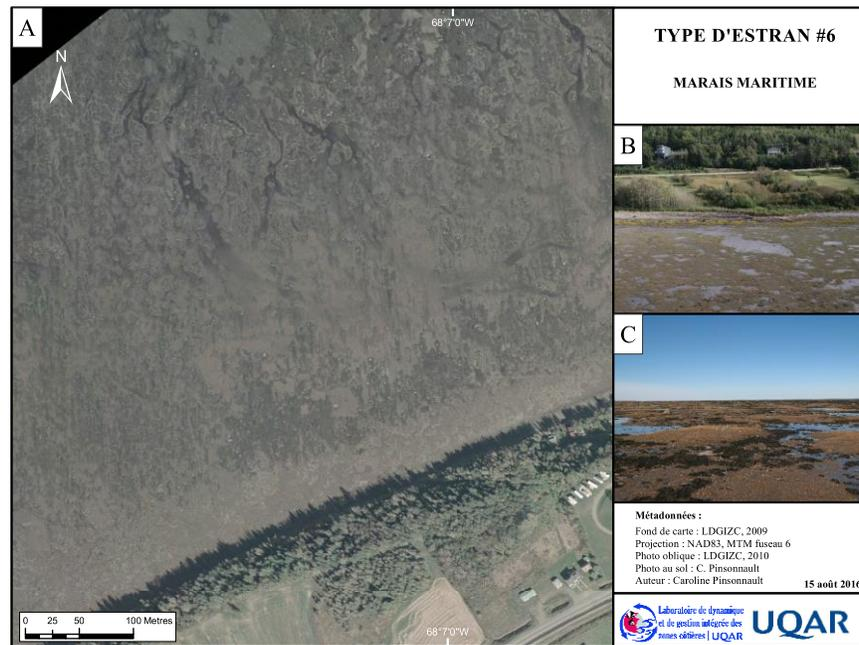 A
68°7'0"W
N
0 25 50 100 Metres
68°7'0"W
TYPE D'ESTRAN #6
MARAIS MARITIME
B
C
Métadonnées :
Fond de carte : LDGIZC, 2009
Projection : NAD83, MTM fuseau 6
Photo oblique : LDGIZC, 2010
Photo au sol : C. Pinsonnault
Auteur : Caroline Pinsonnault
15 août 2016
Laboratoire de dynamique
et de gestion intégrée des
zones côtières | UQAR
UQAR